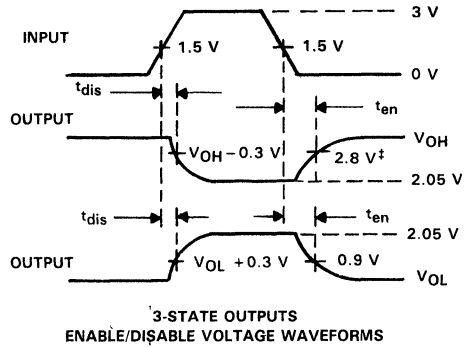 3 V
INPUT
1.5 V
1.5 V
0 V
tdis
ten
OUTPUT
VOH
VOH – 0.3 V
2.8 V‡
2.05 V
tdis
ten
2.05 V
OUTPUT
VOL + 0.3 V
0.9 V
VOL
3-STATE OUTPUTS
ENABLE/DISABLE VOLTAGE WAVEFORMS